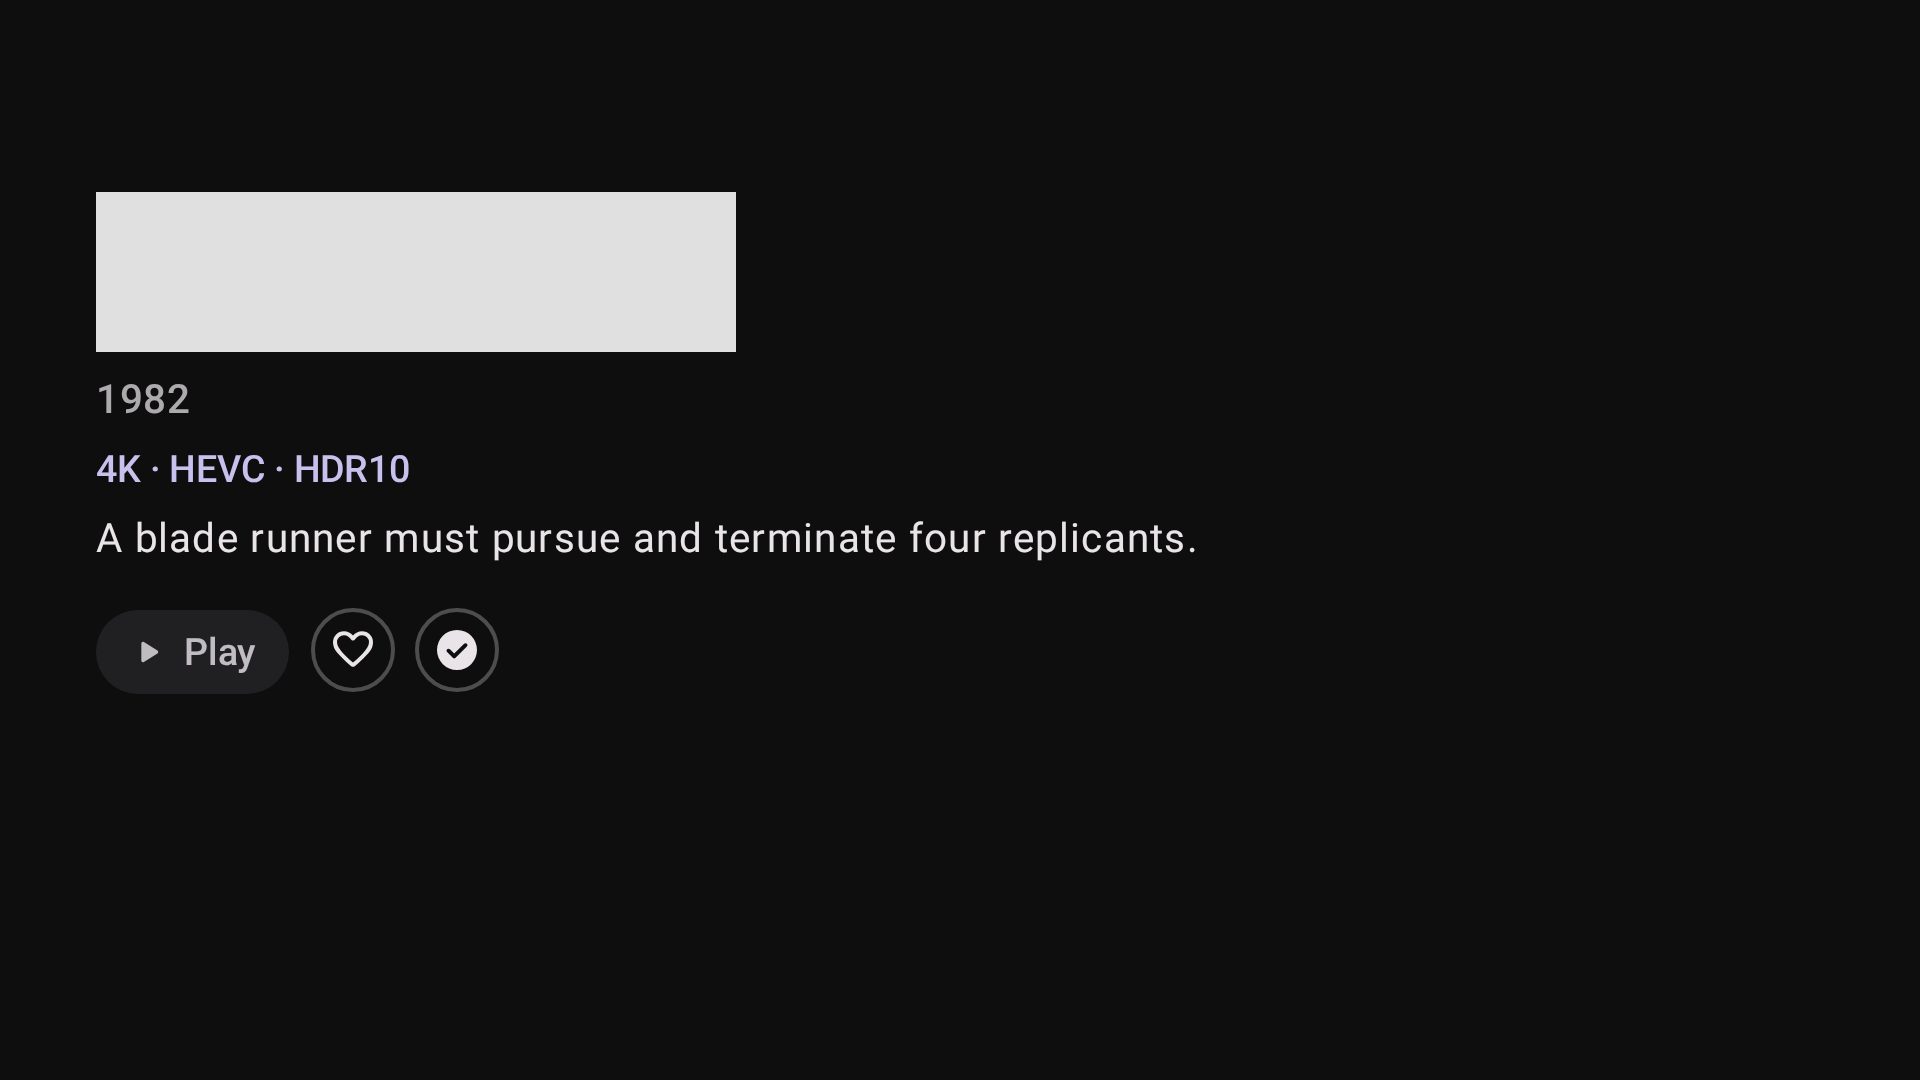 1982
4K · HEVC · HDR10
A blade runner must pursue and terminate four replicants.
Play